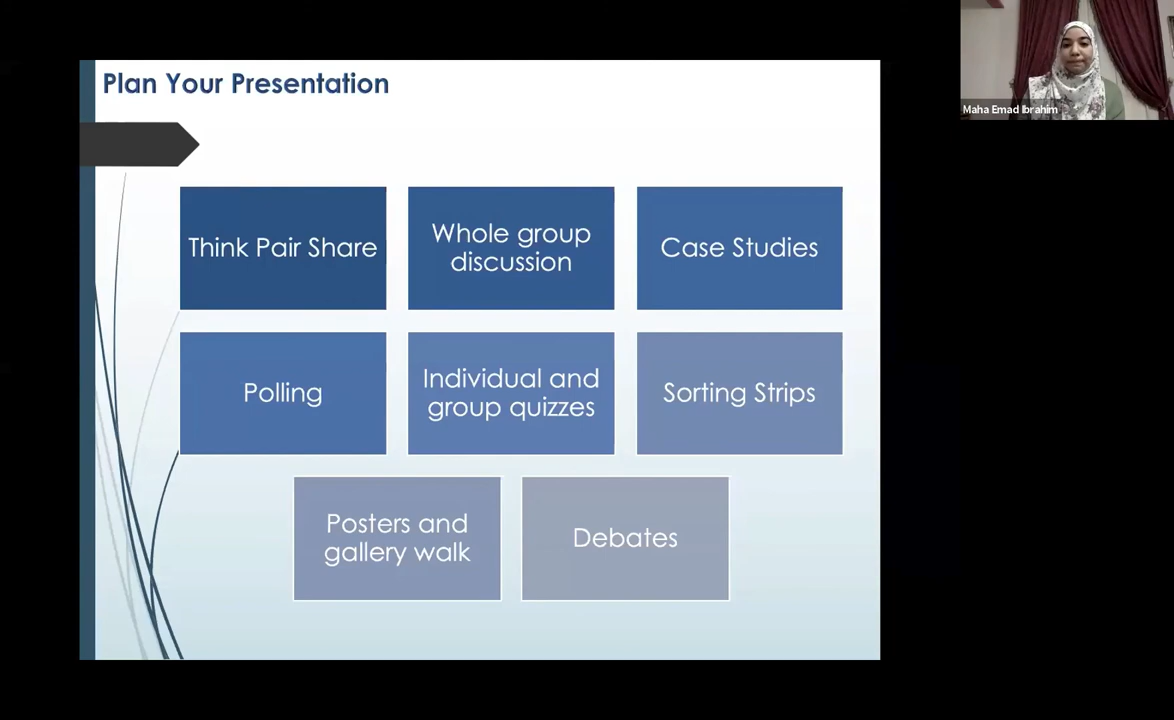 Plan Your Presentation
Maha Emad Ibrahim
Think Pair Share
Whole group
discussion
Case Studies
Polling
Individual and
group quizzes
Sorting Strips
Posters and
gallery walk
Debates